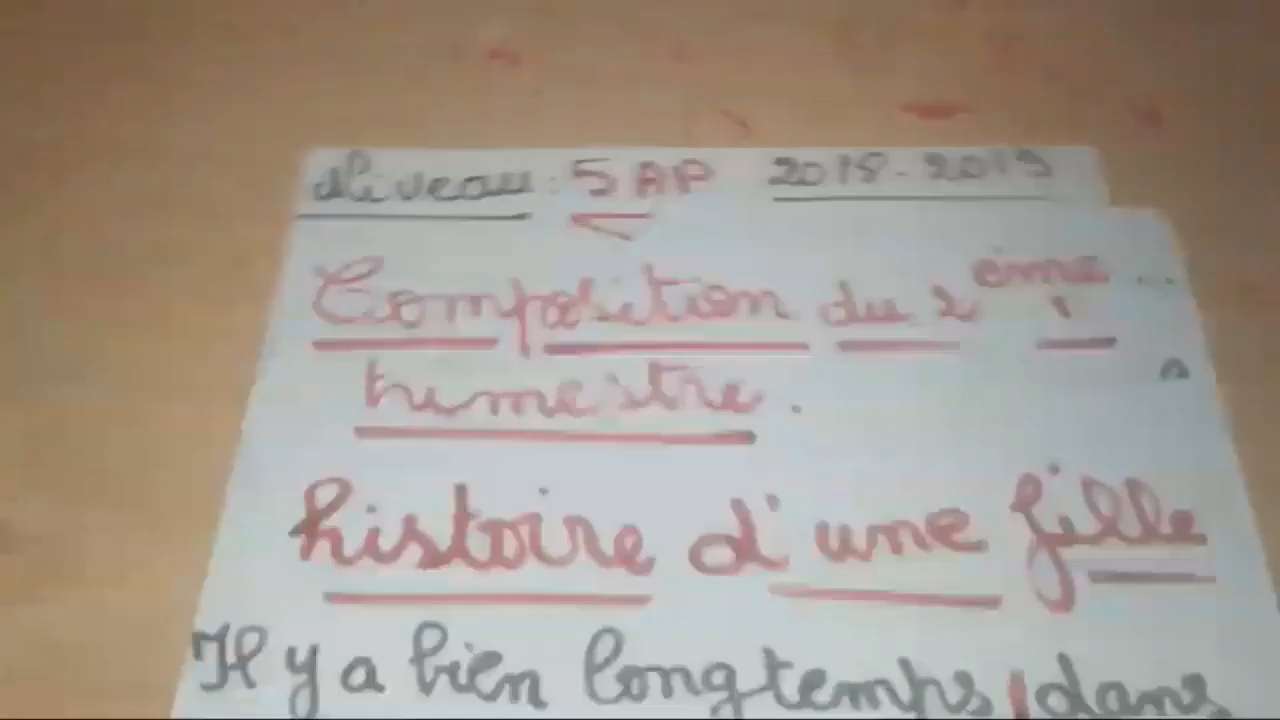 Niveau : 5 AP 2018-2019
Composition du 2ème
trimestre.
histoire d'une fille
Il y a bien longtemps, dans